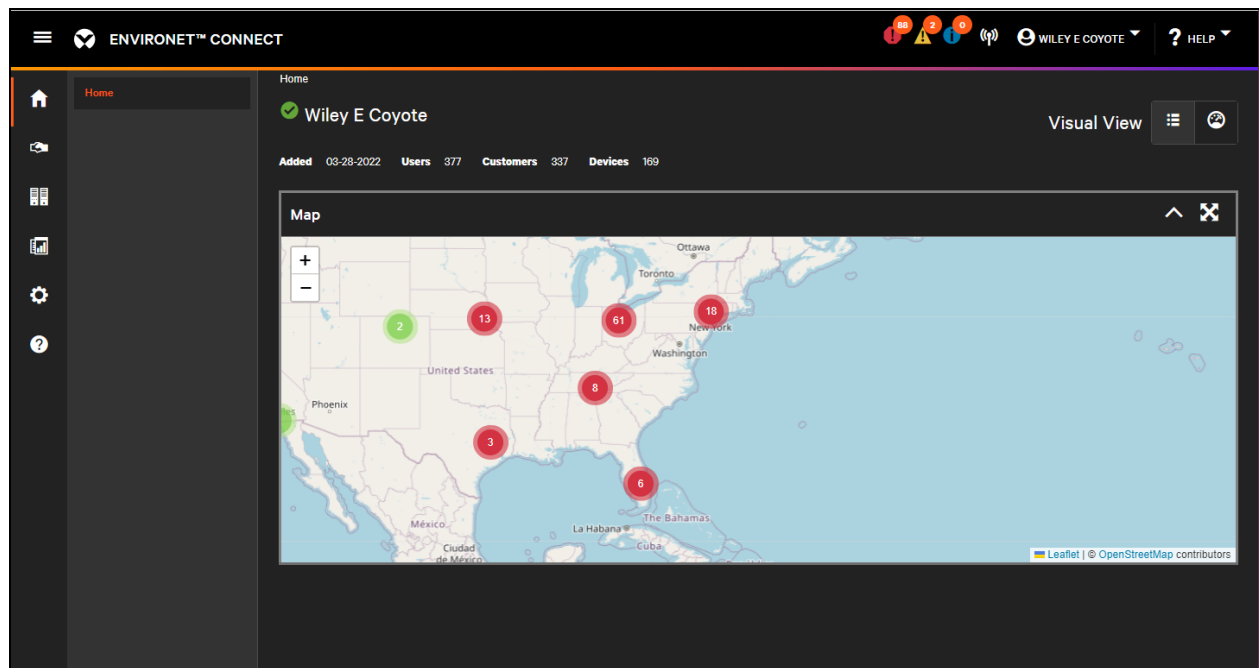 ENVIRONET™ CONNECT
88
2
0
WILEY E COYOTE
? HELP
Home
Home
Wiley E Coyote
Visual View
Added 03-28-2022 Users 377 Customers 337 Devices 169
Map
+
−
Ottawa
Toronto
2
13
61
18
New York
Washington
United States
8
Phoenix
3
6
México
La Habana
The Bahamas
Cuba
Ciudad
de México
Leaflet | © OpenStreetMap contributors